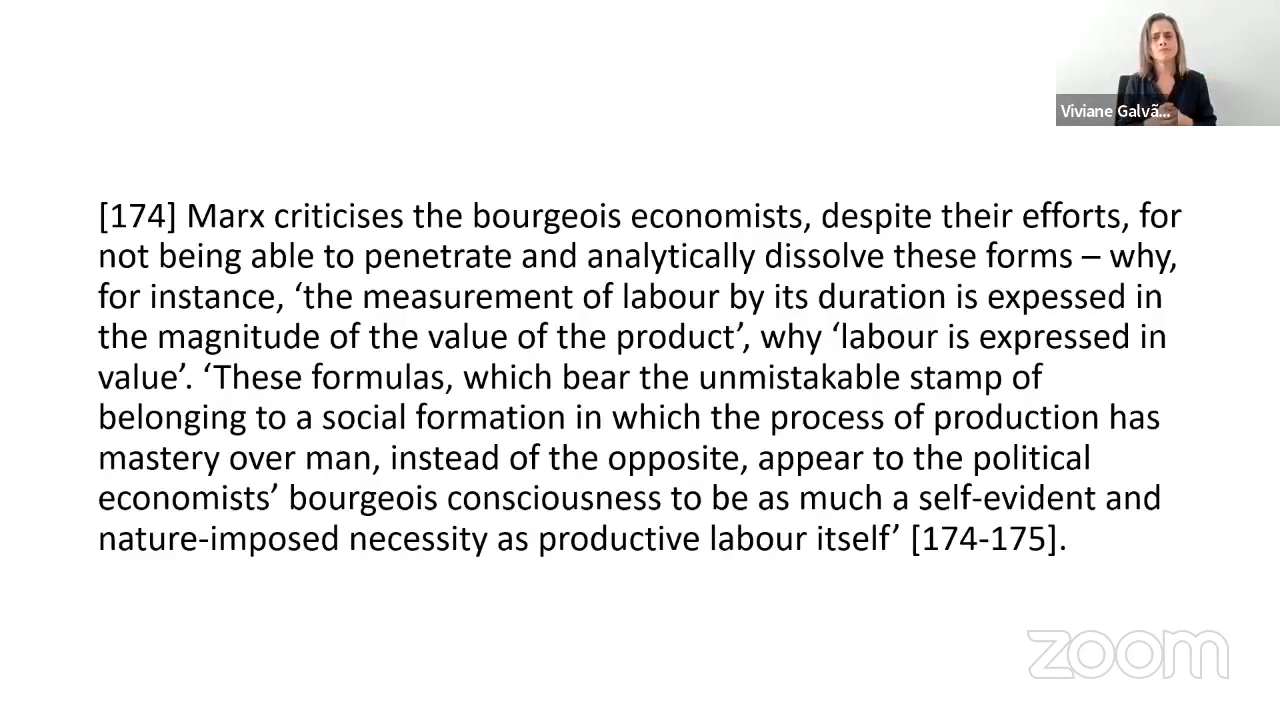 Viviane Galvã...
[174] Marx criticises the bourgeois economists, despite their efforts, for
not being able to penetrate and analytically dissolve these forms – why,
for instance, ‘the measurement of labour by its duration is expessed in
the magnitude of the value of the product’, why ‘labour is expressed in
value’. ‘These formulas, which bear the unmistakable stamp of
belonging to a social formation in which the process of production has
mastery over man, instead of the opposite, appear to the political
economists’ bourgeois consciousness to be as much a self-evident and
nature-imposed necessity as productive labour itself’ [174-175].
zoom